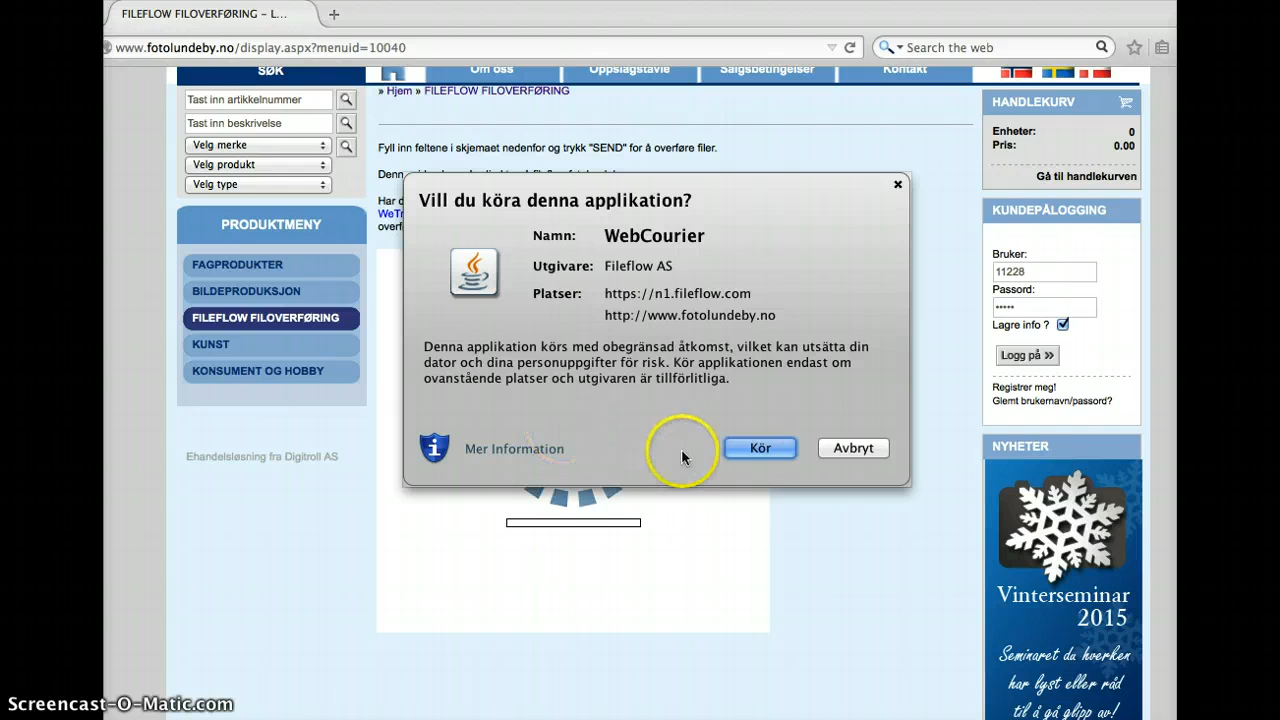 FILEFLOW FILOVERFØRING – L...
www.fotolundeby.no/display.aspx?menuid=10040
Search the web
SØK
Om oss
Oppslagstavle
Salgsbetingelser
Kontakt
» Hjem » FILEFLOW FILOVERFØRING
Tast inn artikkelnummer
Tast inn beskrivelse
Velg merke
Velg produkt
Velg type
PRODUKTMENY
FAGPRODUKTER
BILDEPRODUKSJON
FILEFLOW FILOVERFØRING
KUNST
KONSUMENT OG HOBBY
Ehandelsløsning fra Digitroll AS
Fyll inn feltene i skjemaet nedenfor og trykk "SEND" for å overføre filer.
Vill du köra denna applikation?
Namn: WebCourier
Utgivare: Fileflow AS
Platser: https://n1.fileflow.com
http://www.fotolundeby.no
Denna applikation körs med obegränsad åtkomst, vilket kan utsätta din
dator och dina personuppgifter för risk. Kör applikationen endast om
ovanstående platser och utgivaren är tillförlitliga.
Mer Information
Kör
Avbryt
HANDLEKURV
Enheter: 0
Pris: 0.00
Gå til handlekurven
KUNDEPÅLOGGING
Bruker:
11228
Passord:
•••••
Lagre info ?
Logg på »
Registrer meg!
Glemt brukernavn/passord?
NYHETER
Vinterseminar
2015
Seminaret du hverken
har lyst eller råd
til å gå glipp av!
Screencast-O-Matic.com